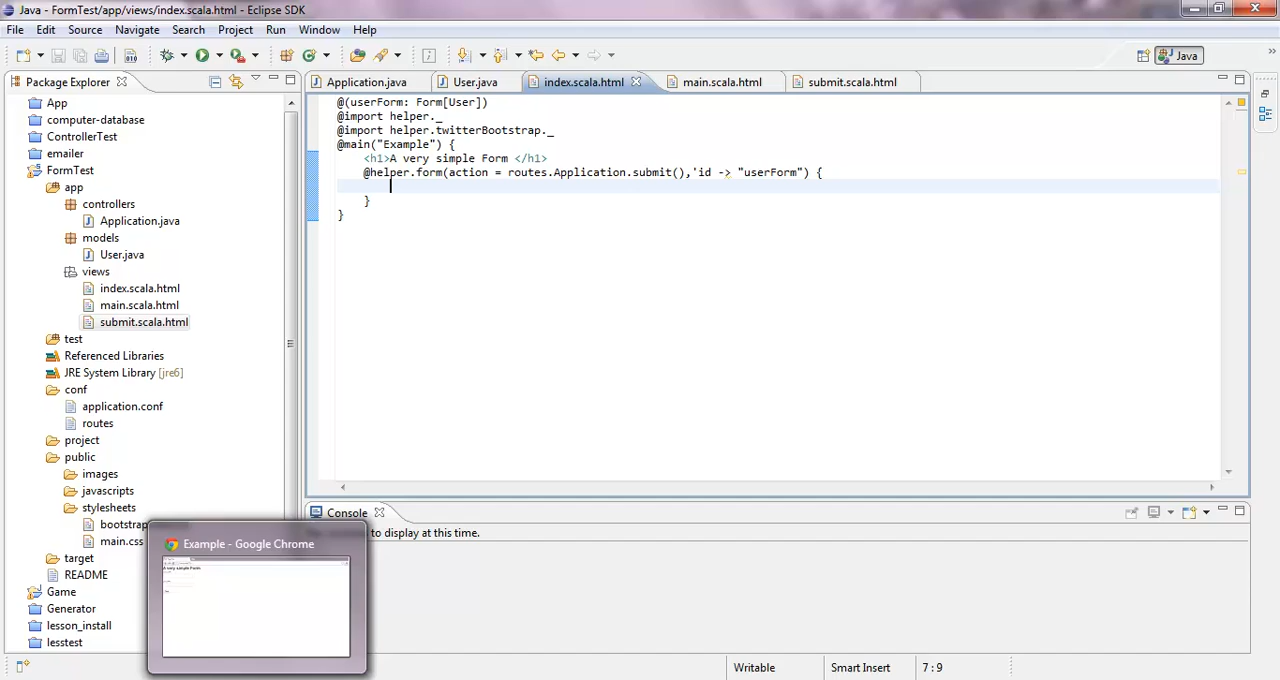 Java - FormTest/app/views/index.scala.html - Eclipse SDK
File Edit Source Navigate Search Project Run Window Help
Java
Package Explorer
App
computer-database
ControllerTest
emailer
FormTest
app
controllers
Application.java
models
User.java
views
index.scala.html
main.scala.html
submit.scala.html
test
Referenced Libraries
JRE System Library [jre6]
conf
application.conf
routes
project
public
images
javascripts
stylesheets
bootstrap
main.css
target
README
Game
Generator
lesson_install
lesstest
Application.java User.java index.scala.html main.scala.html submit.scala.html
@(userForm: Form[User])
@import helper._
@import helper.twitterBootstrap._
@main("Example") {
<h1>A very simple Form </h1>
@helper.form(action = routes.Application.submit(),'id -> "userForm") {
}
}
Console
to display at this time.
Example - Google Chrome
A very simple Form
Writable Smart Insert 7 : 9